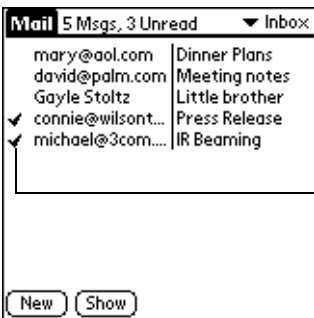 Mail 5 Msgs, 3 Unread Inbox
mary@aol.com Dinner Plans
david@palm.com Meeting notes
Gayle Stoltz Little brother
connie@wilsont... Press Release
michael@3com.... IR Beaming
New Show